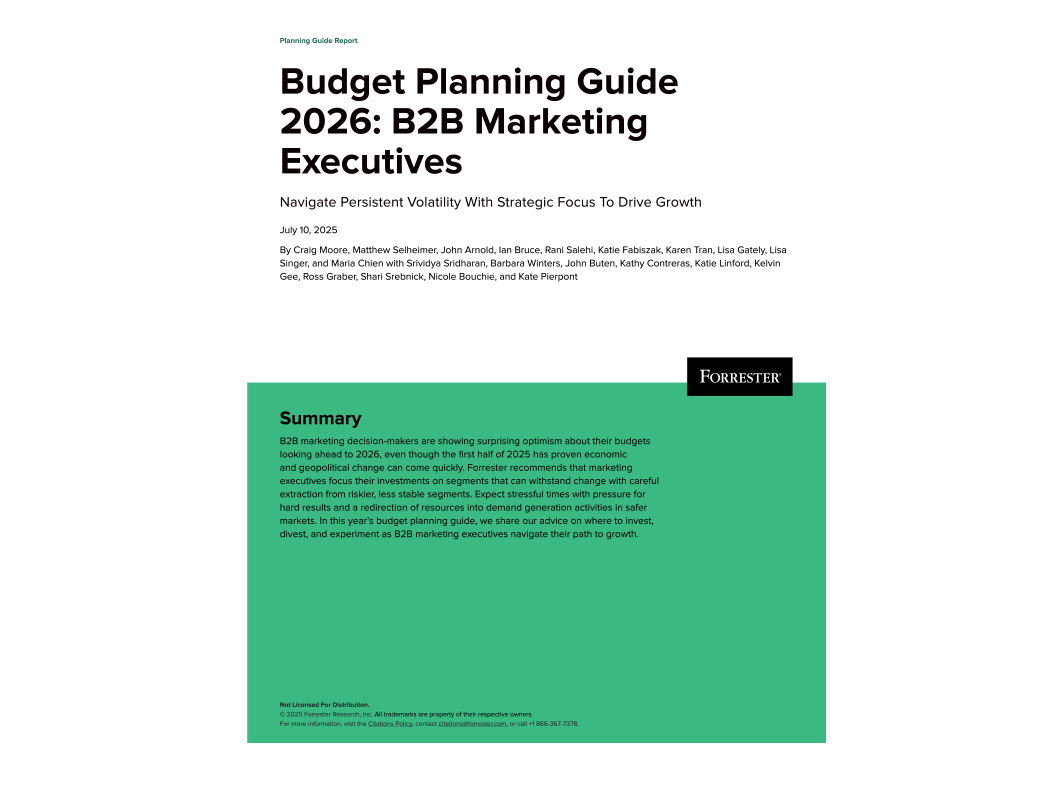 Planning Guide Report
Budget Planning Guide
2026: B2B Marketing
Executives
Navigate Persistent Volatility With Strategic Focus To Drive Growth
July 10, 2025
By Craig Moore, Matthew Selheimer, John Arnold, Ian Bruce, Rani Salehi, Katie Fabiszak, Karen Tran, Lisa Gately, Lisa
Singer, and Maria Chien with Srividya Sridharan, Barbara Winters, John Buten, Kathy Contreras, Katie Linford, Kelvin
Gee, Ross Graber, Shari Srebnick, Nicole Bouchie, and Kate Pierpont
FORRESTER®
Summary
B2B marketing decision-makers are showing surprising optimism about their budgets
looking ahead to 2026, even though the first half of 2025 has proven economic
and geopolitical change can come quickly. Forrester recommends that marketing
executives focus their investments on segments that can withstand change with careful
extraction from riskier, less stable segments. Expect stressful times with pressure for
hard results and a redirection of resources into demand generation activities in safer
markets. In this year's budget planning guide, we share our advice on where to invest,
divest, and experiment as B2B marketing executives navigate their path to growth.
Not Licensed For Distribution.
© 2025 Forrester Research, Inc. All trademarks are property of their respective owners.
For more information, visit the Citations Policy, contact citations@forrester.com, or call +1 866-367-7378.